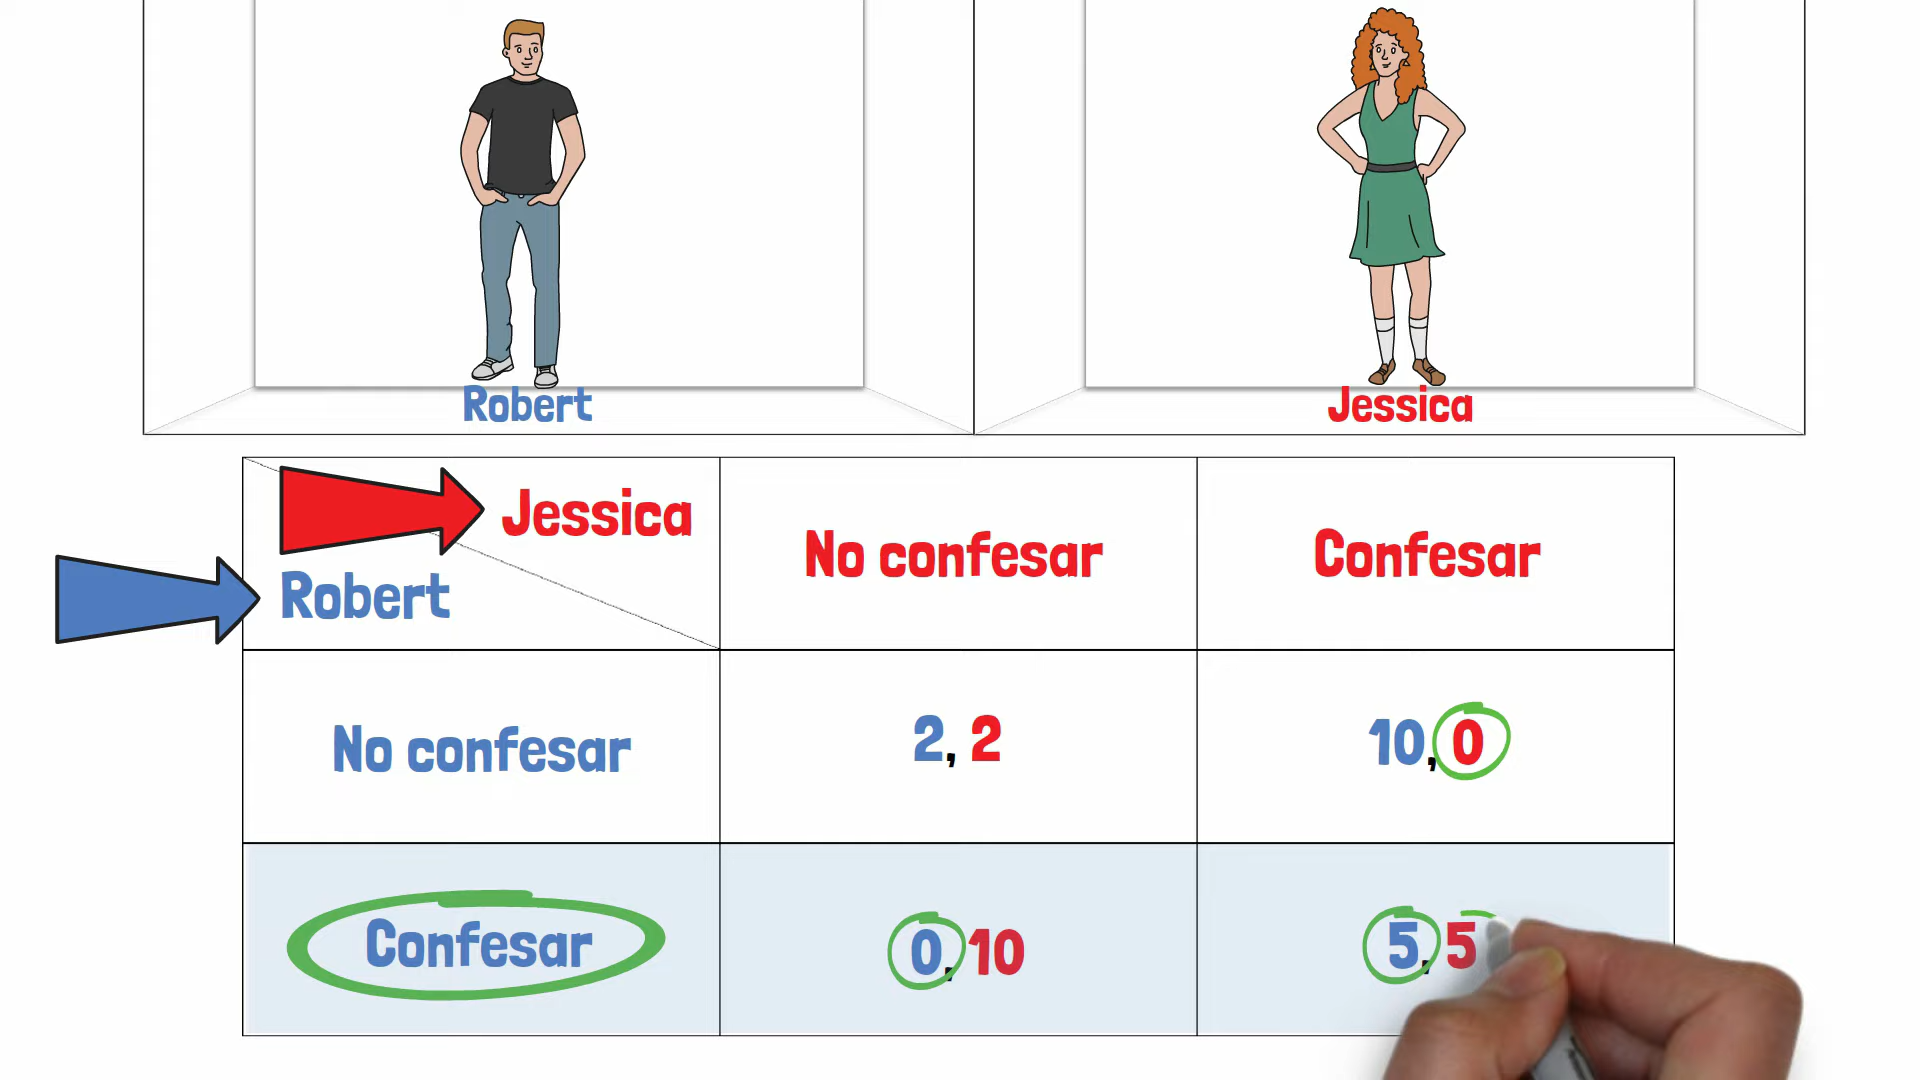 Robert
Jessica
Jessica
Robert
No confesar
Confesar
No confesar
2, 2
10, 0
Confesar
0, 10
5, 5